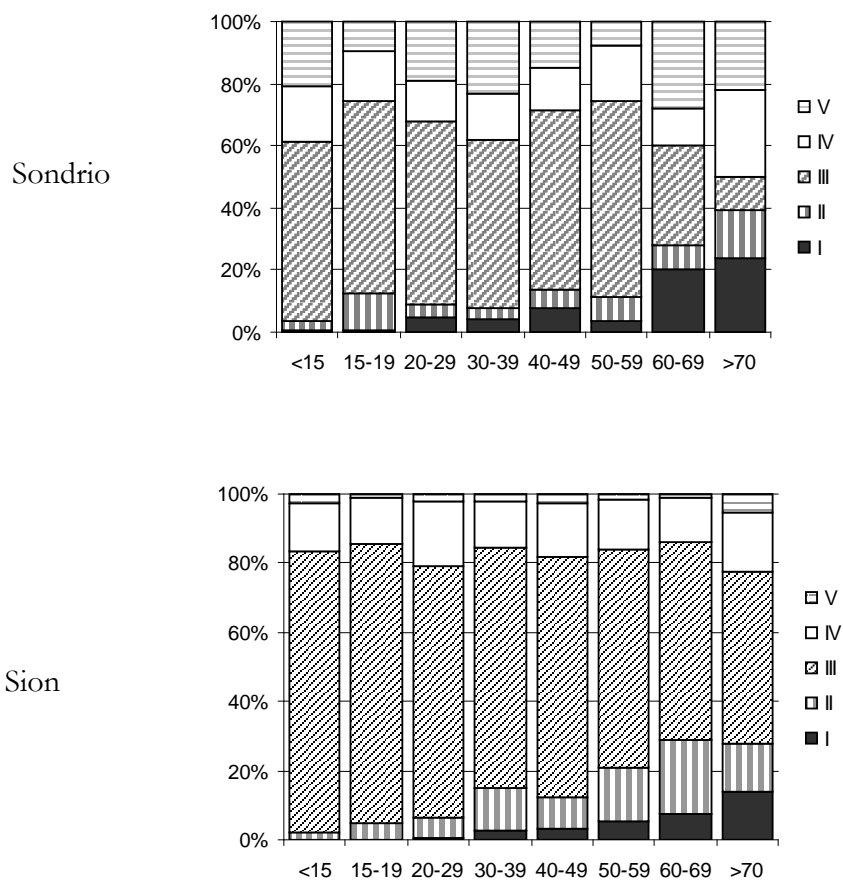 100%
80%
60%
40%
20%
0%
Sondrio
V
IV
III
II
I
<15 15-19 20-29 30-39 40-49 50-59 60-69 >70
100%
80%
60%
40%
20%
0%
Sion
V
IV
III
II
I
<15 15-19 20-29 30-39 40-49 50-59 60-69 >70